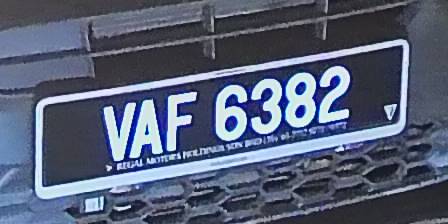 VAF 6382
REGAL MOTORS HOLDINGS SDN BHD